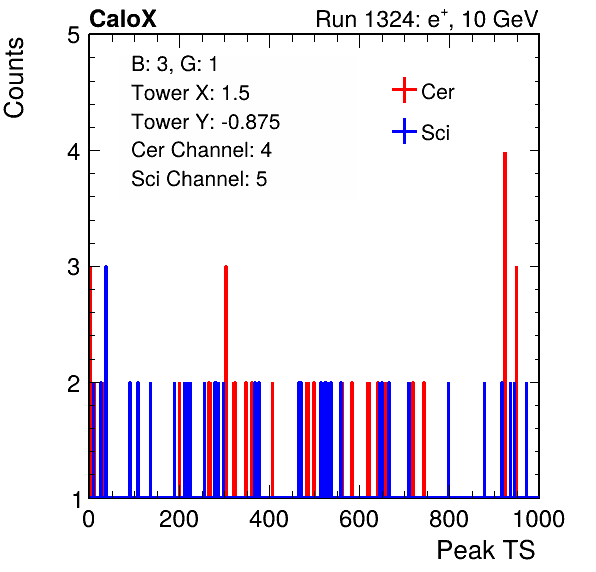 CaloX Run 1324: e⁺, 10 GeV
Counts
B: 3, G: 1
Tower X: 1.5
Tower Y: -0.875
Cer Channel: 4
Sci Channel: 5
Cer
Sci
5
4
3
2
1
0 200 400 600 800 1000
Peak TS